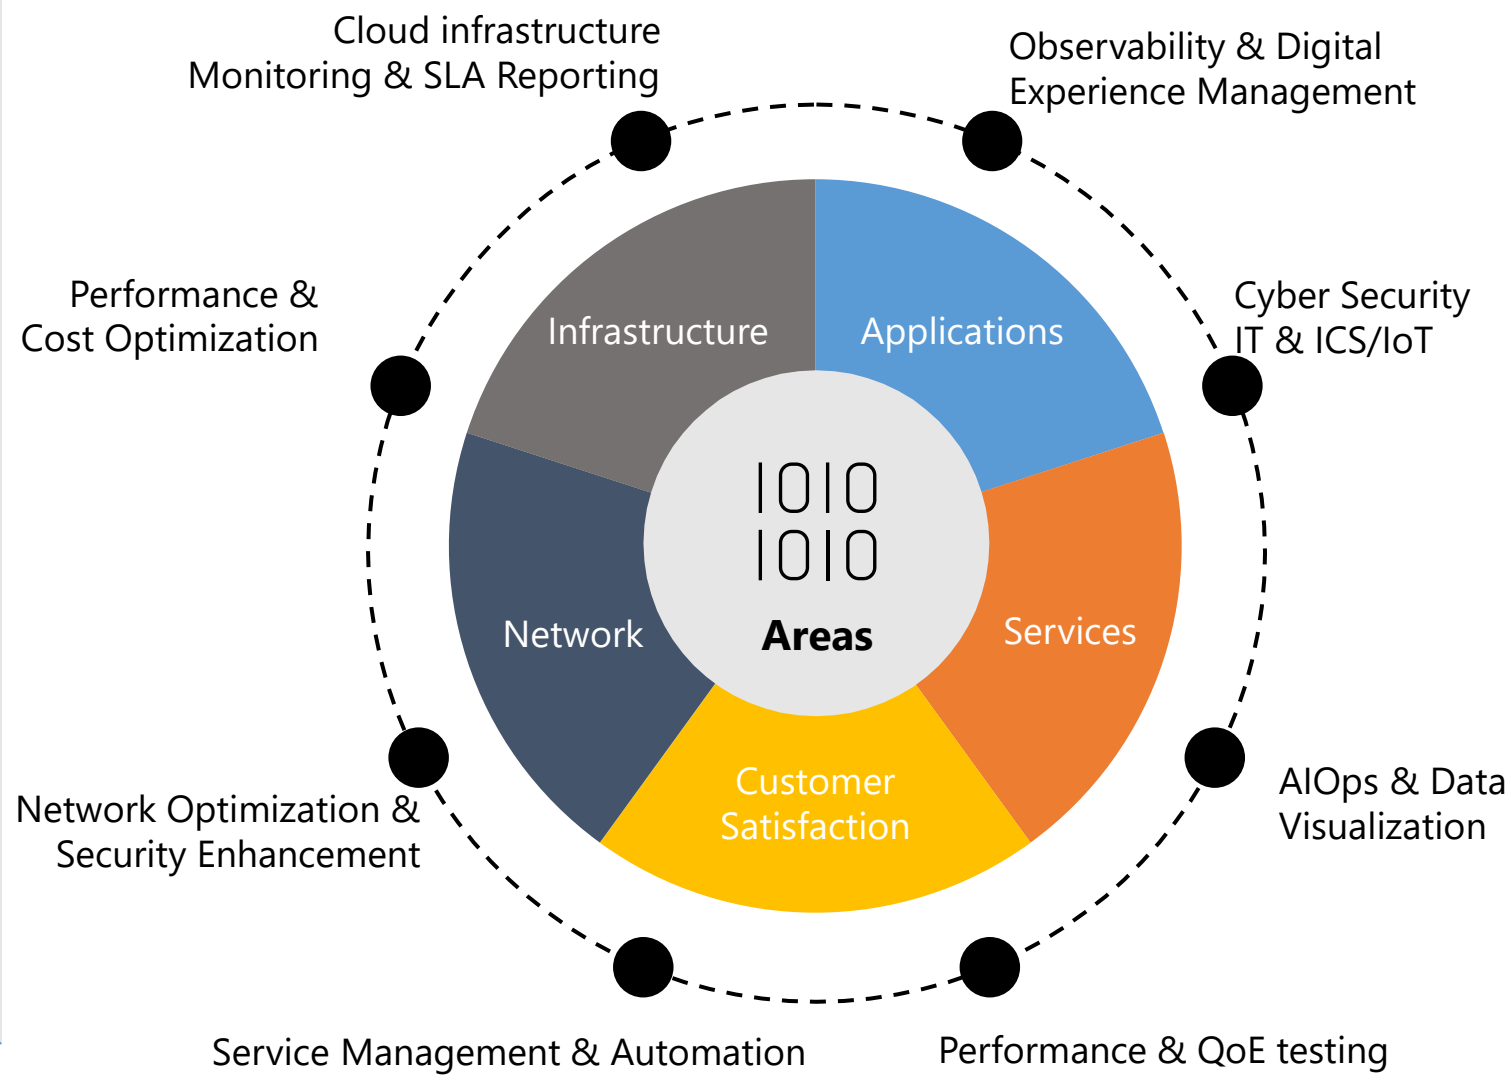 Cloud infrastructure
Monitoring & SLA Reporting
Observability & Digital
Experience Management
Performance &
Cost Optimization
Cyber Security
IT & ICS/IoT
Infrastructure
Applications
1010
1010
Areas
Network
Services
Customer
Satisfaction
Network Optimization &
Security Enhancement
AIOps & Data
Visualization
Service Management & Automation
Performance & QoE testing